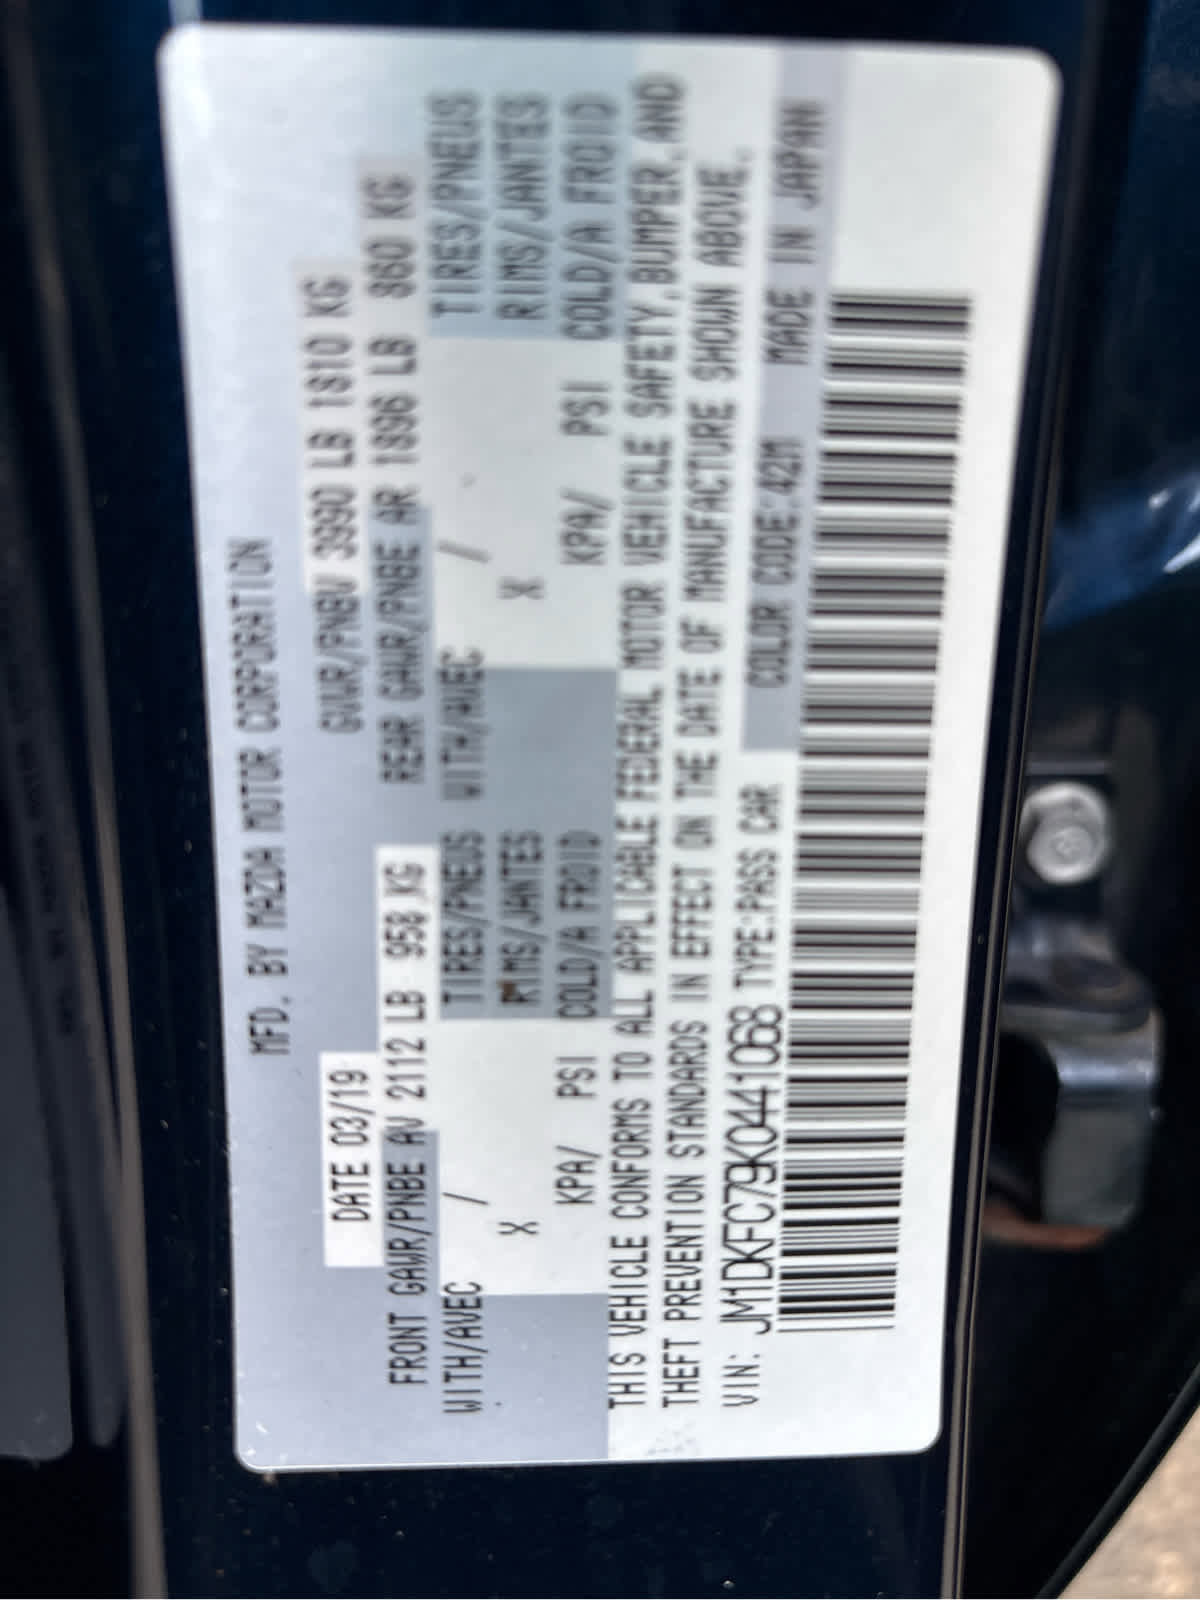 MFD. BY MAZDA MOTOR CORPORATION
DATE 03/19 GVWR/PNBV 3990 LB 1810 KG
FRONT GAWR/PNBE AV 2112 LB 958 KG REAR GAWR/PNBE AR 1896 LB 860 KG
WITH/AVEC / TIRES/PNEUS WITH/AVEC / TIRES/PNEUS
X RIMS/JANTES X RIMS/JANTES
KPA/ PSI COLD/A FROID KPA/ PSI COLD/A FROID
THIS VEHICLE CONFORMS TO ALL APPLICABLE FEDERAL MOTOR VEHICLE SAFETY,BUMPER,AND
THEFT PREVENTION STANDARDS IN EFFECT ON THE DATE OF MANUFACTURE SHOWN ABOVE.
VIN: JM1DKFC79K0441068 TYPE:PASS CAR COLOR CODE:42M MADE IN JAPAN